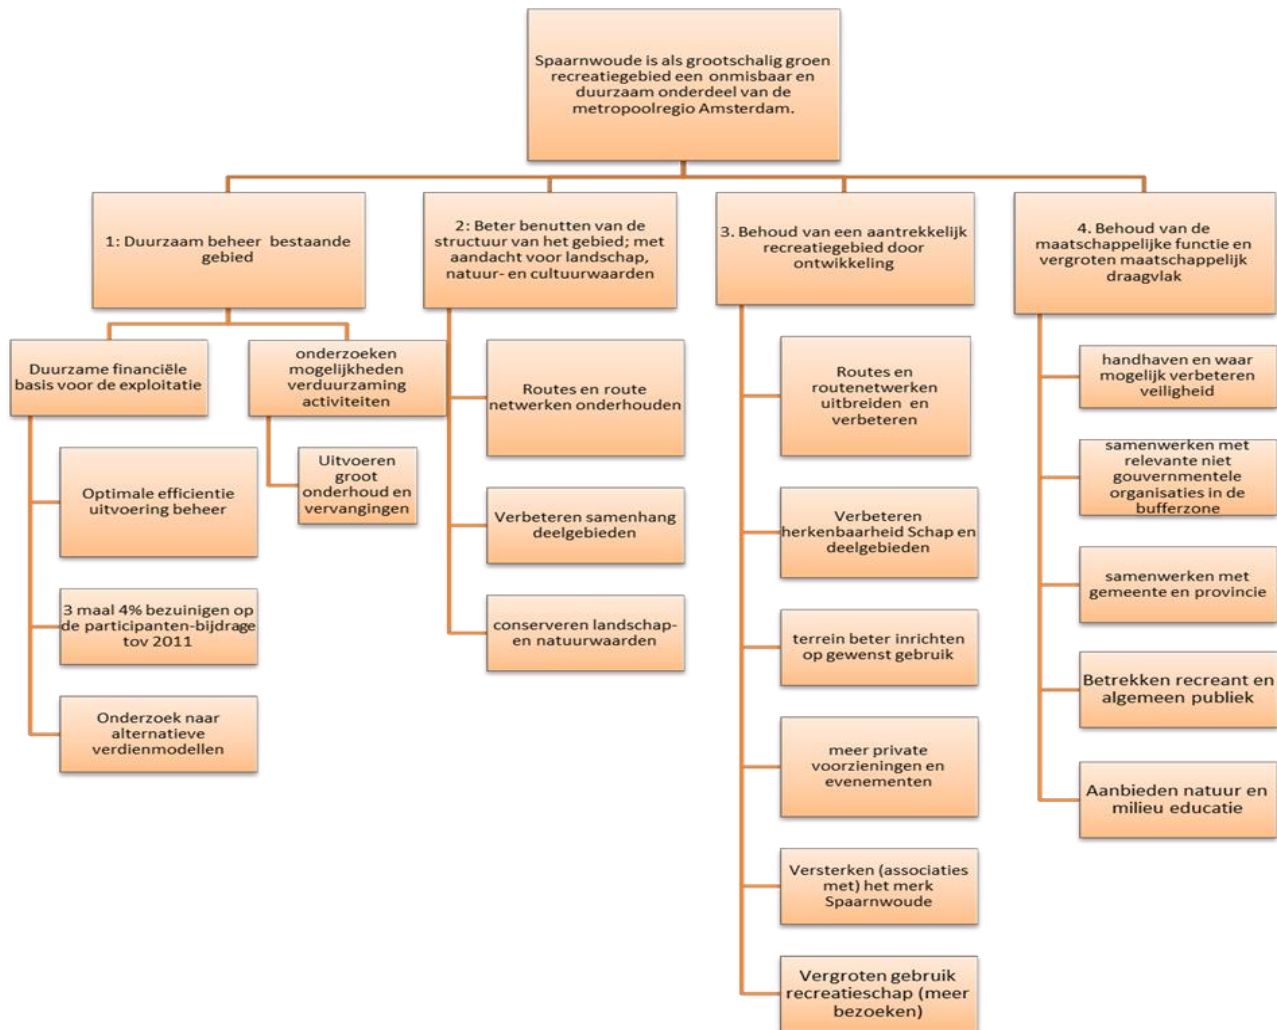 Spaarnwoude is als grootschalig groen
recreatiegebied een onmisbaar en
duurzaam onderdeel van de
metropoolregio Amsterdam.
1: Duurzaam beheer bestaande
gebied
Duurzame financiële
basis voor de exploitatie
Optimale efficientie
uitvoering beheer
3 maal 4% bezuinigen op
de participanten-bijdrage
tov 2011
Onderzoek naar
alternatieve
verdienmodellen
onderzoeken
mogelijkheden
verduurzaming
activiteiten
Uitvoeren
groot
onderhoud en
vervangingen
2: Beter benutten van de
structuur van het gebied; met
aandacht voor landschap,
natuur- en cultuurwaarden
Routes en route
netwerken onderhouden
Verbeteren samenhang
deelgebieden
conserveren landschap-
en natuurwaarden
3. Behoud van een aantrekkelijk
recreatiegebied door
ontwikkeling
Routes en
routenetwerken
uitbreiden en
verbeteren
Verbeteren
herkenbaarheid Schap en
deelgebieden
terrein beter inrichten
op gewenst gebruik
meer private
voorzieningen en
evenementen
Versterken (associaties
met) het merk
Spaarnwoude
Vergroten gebruik
recreatieschap (meer
bezoeken)
4. Behoud van de
maatschappelijke functie en
vergroten maatschappelijk
draagvlak
handhaven en waar
mogelijk verbeteren
veiligheid
samenwerken met
relevante niet
gouvernmentele
organisaties in de
bufferzone
samenwerken met
gemeente en provincie
Betrekken recreant en
algemeen publiek
Aanbieden natuur en
milieu educatie